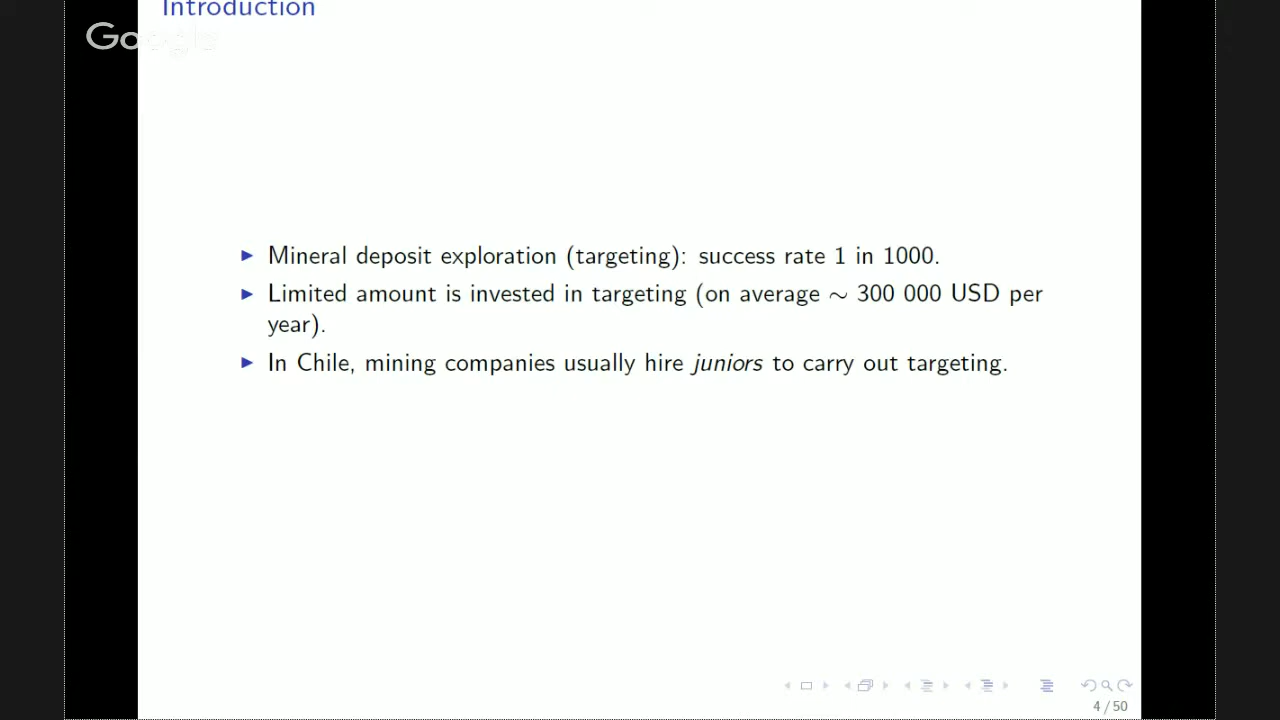 Introduction
Google
▶ Mineral deposit exploration (targeting): success rate 1 in 1000.
▶ Limited amount is invested in targeting (on average ∼ 300 000 USD per
year).
▶ In Chile, mining companies usually hire juniors to carry out targeting.
4 / 50